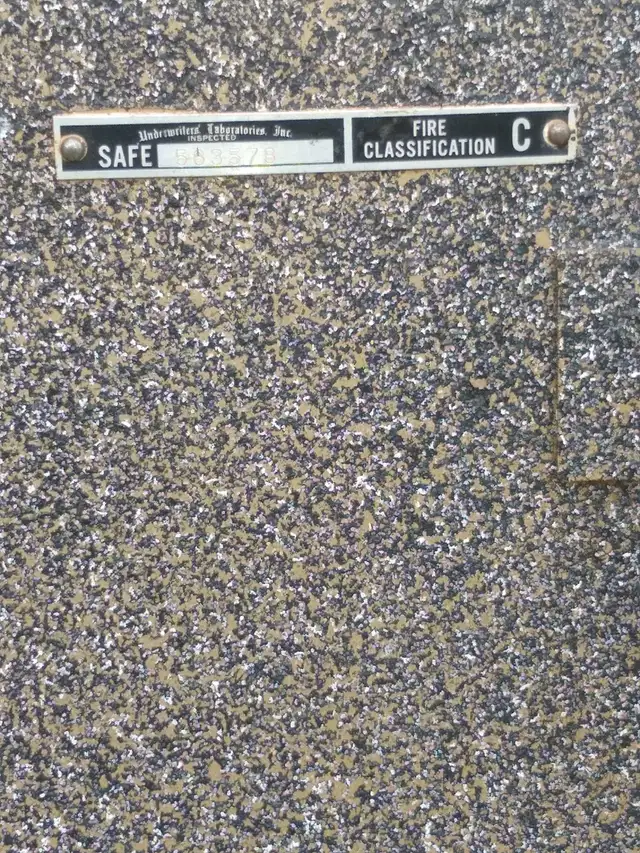 Underwriters' Laboratories, Inc.
INSPECTED
SAFE
FIRE
CLASSIFICATION C